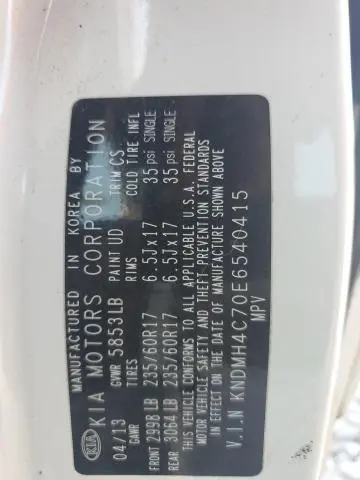 MANUFACTURED IN KOREA BY
KIA KIA MOTORS CORPORATION
04/13 GVWR 5853LB PAINT UD TRIM CS
GAWR TIRES COLD TIRE INFL
FRONT 2998 LB 235/60R17 6.5Jx17 35 psi SINGLE
REAR 3064 LB 235/60R17 6.5Jx17 35 psi SINGLE
THIS VEHICLE CONFORMS TO ALL APPLICABLE U.S.A. FEDERAL
MOTOR VEHICLE SAFETY AND THEFT PREVENTION STANDARDS
IN EFFECT ON THE DATE OF MANUFACTURE SHOWN ABOVE
V.I.N KNDMH4C70E6540415
MPV